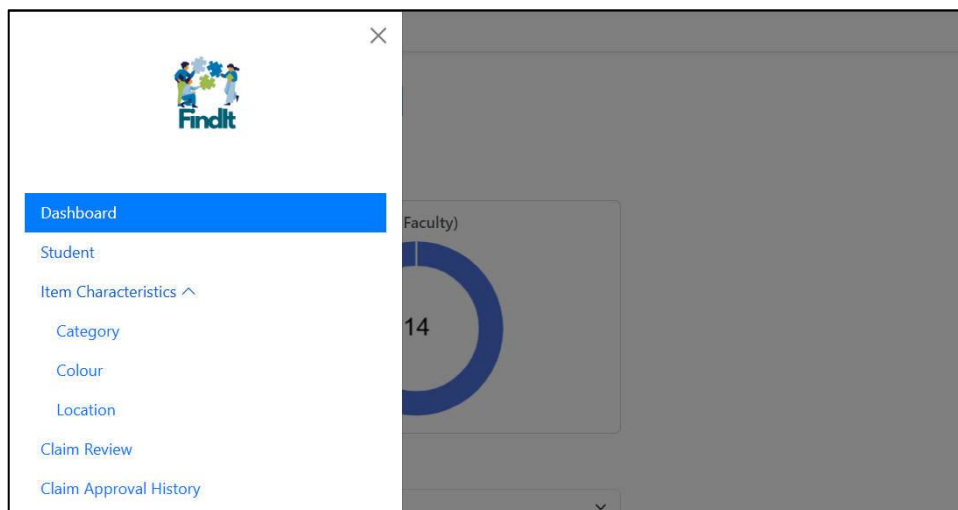 FindIt
Dashboard
Student
Item Characteristics
Category
Colour
Location
Claim Review
Claim Approval History
Faculty)
14